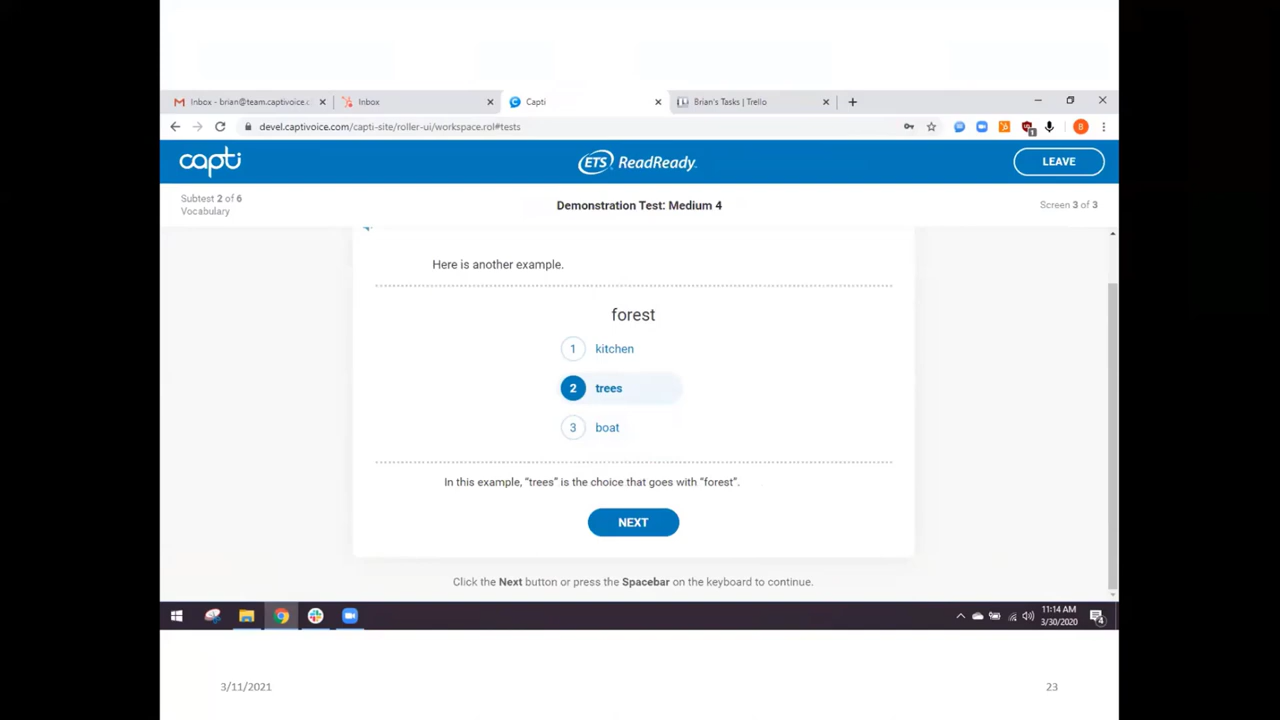 Inbox - brian@team.captivoice.c
Inbox
Capti
Brian's Tasks | Trello
devel.captivoice.com/capti-site/roller-ui/workspace.rol#tests
B
1
capti
ETS ReadReady.
LEAVE
Subtest 2 of 6
Vocabulary
Demonstration Test: Medium 4
Screen 3 of 3
Here is another example.
forest
1 kitchen
2 trees
3 boat
In this example, “trees” is the choice that goes with “forest”.
NEXT
Click the Next button or press the Spacebar on the keyboard to continue.
11:14 AM
3/30/2020
4
3/11/2021
23